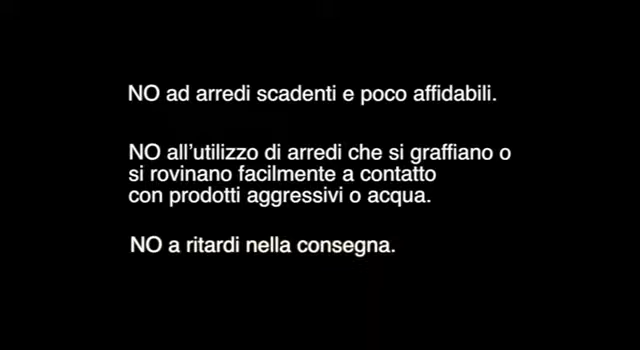 NO ad arredi scadenti e poco affidabili.
NO all'utilizzo di arredi che si graffiano o
si rovinano facilmente a contatto
con prodotti aggressivi o acqua.
NO a ritardi nella consegna.